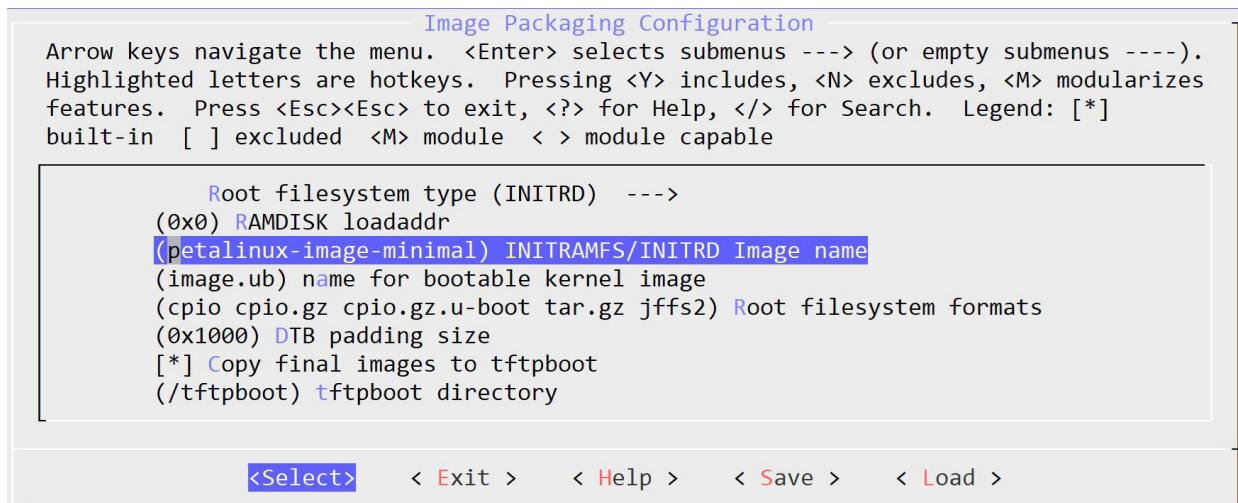 Image Packaging Configuration
Arrow keys navigate the menu. <Enter> selects submenus ---> (or empty submenus ----).
Highlighted letters are hotkeys. Pressing <Y> includes, <N> excludes, <M> modularizes
features. Press <Esc><Esc> to exit, <?> for Help, </> for Search. Legend: [*]
built-in [ ] excluded <M> module < > module capable
Root filesystem type (INITRD) --->
(0x0) RAMDISK loadaddr
(petalinux-image-minimal) INITRAMFS/INITRD Image name
(image.ub) name for bootable kernel image
(cpio cpio.gz cpio.gz.u-boot tar.gz jffs2) Root filesystem formats
(0x1000) DTB padding size
[*] Copy final images to tftpboot
(/tftpboot) tftpboot directory
<Select> < Exit > < Help > < Save > < Load >